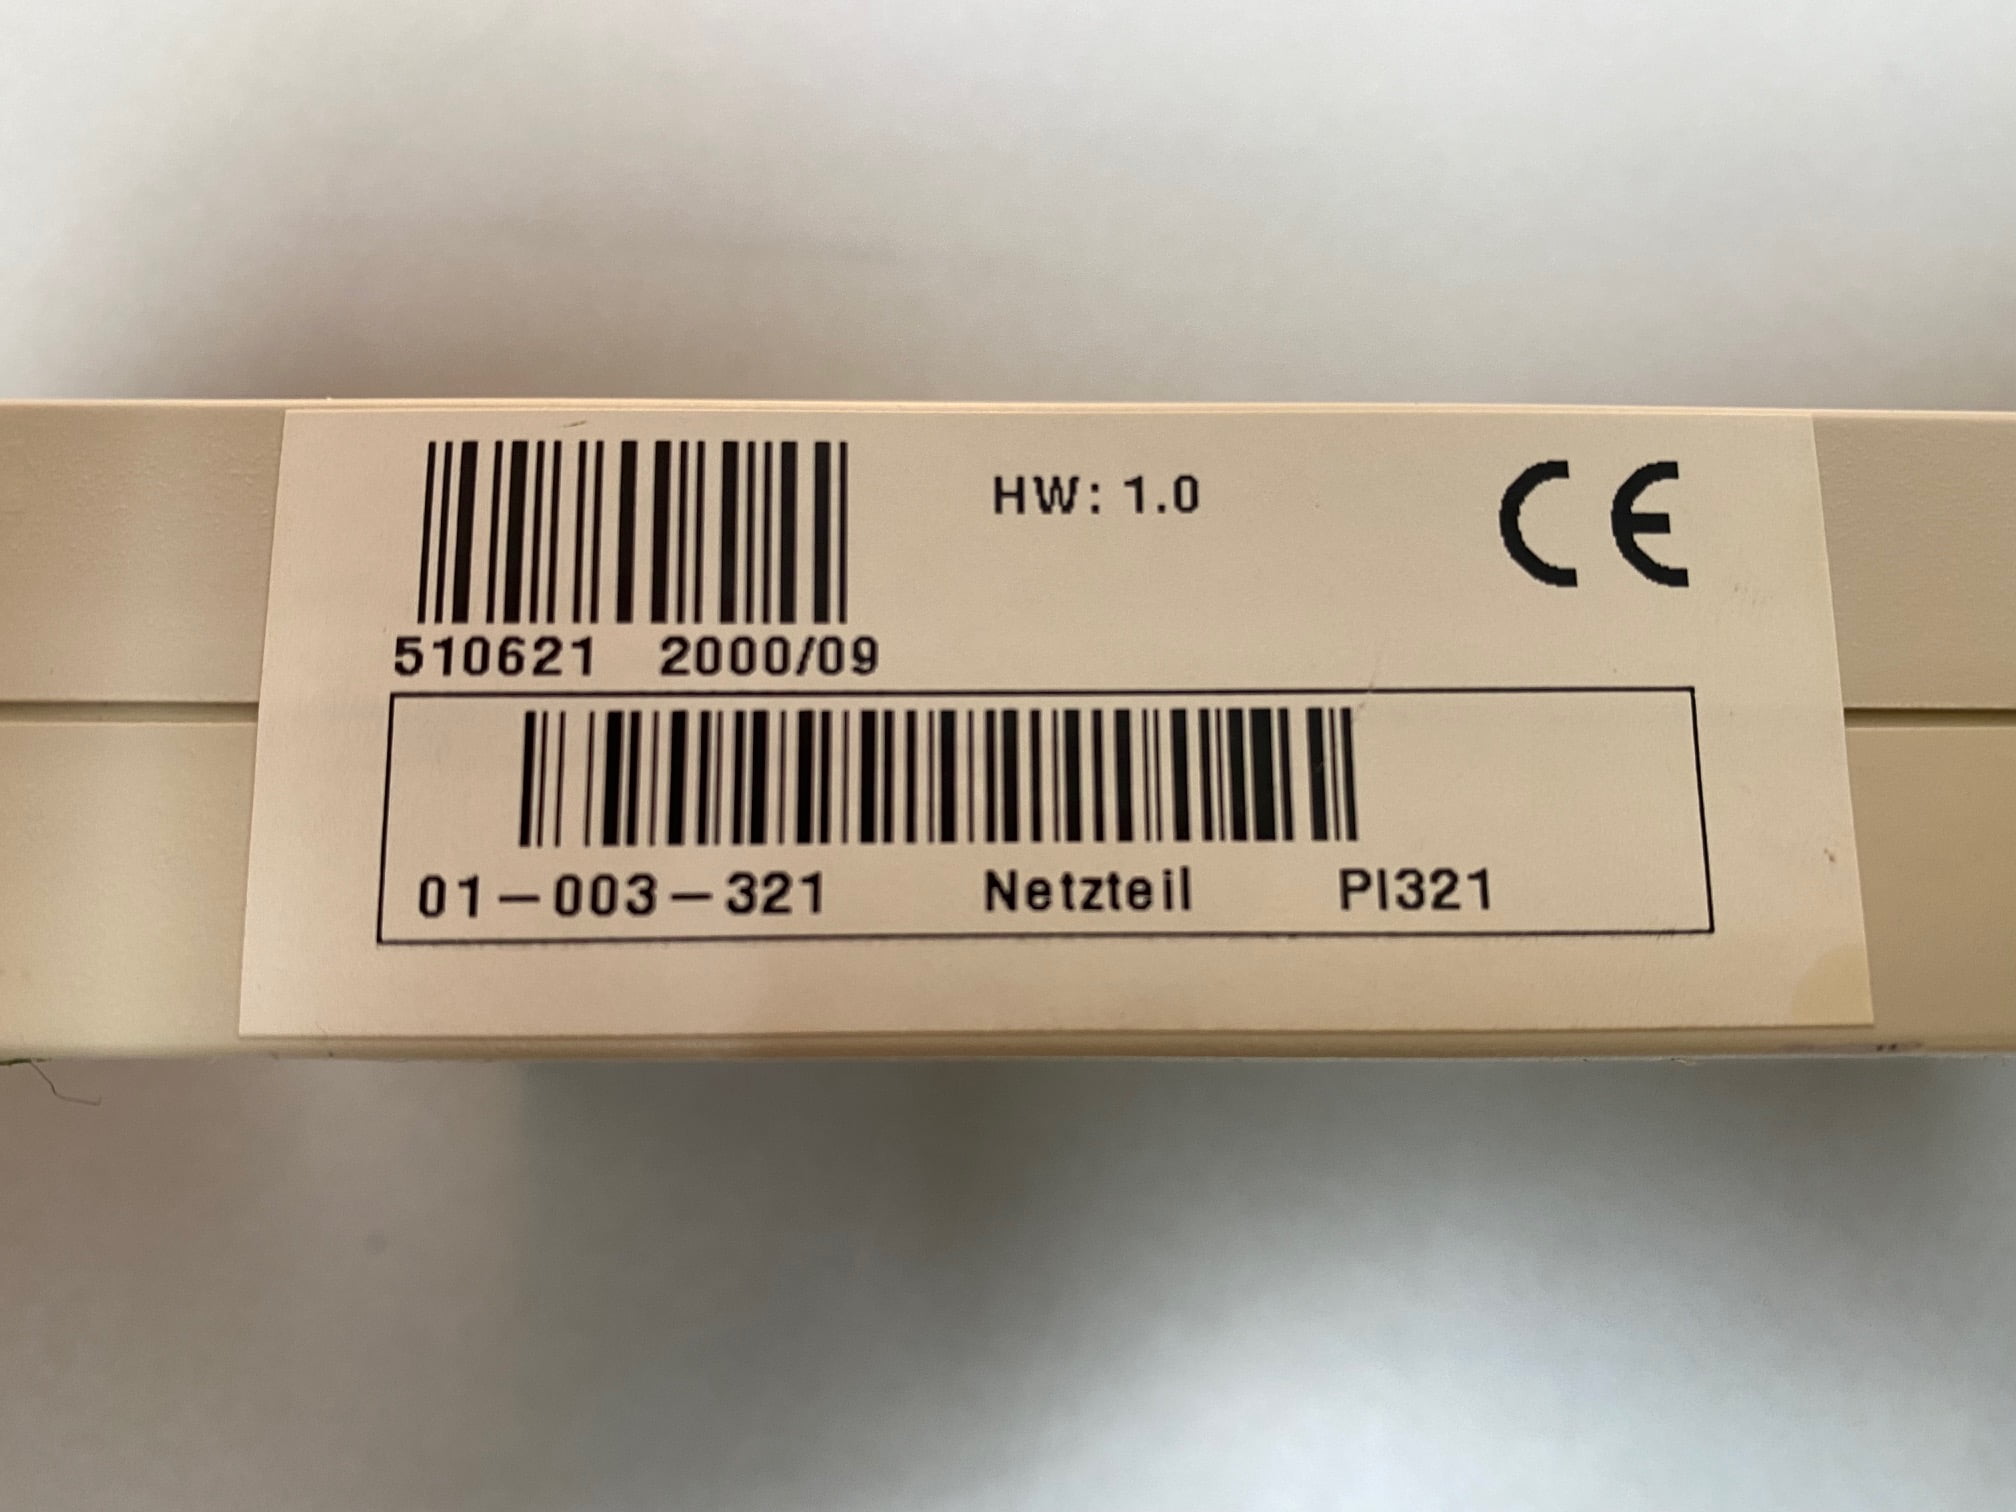 HW: 1.0 CE
510621 2000/09
01-003-321 Netzteil PI321